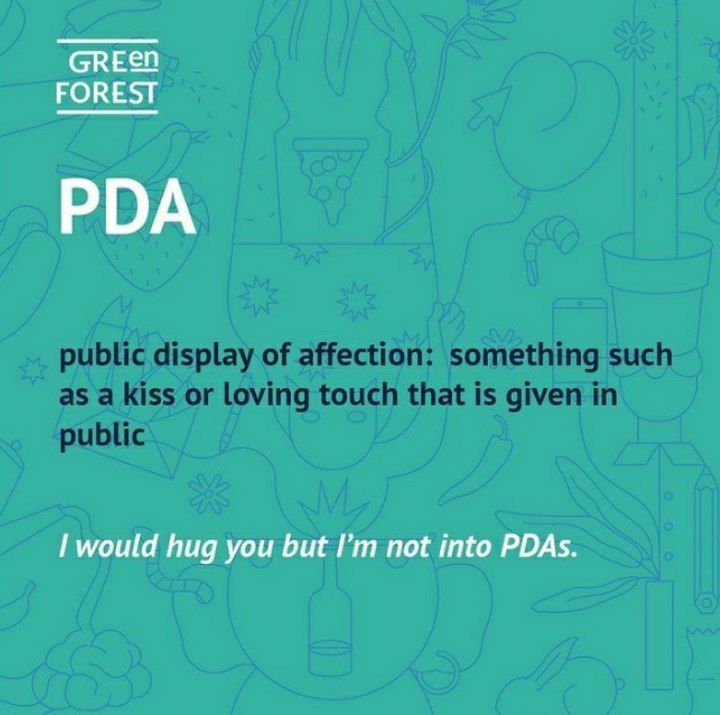 GREen
FOREST
PDA
public display of affection:  something such
as a kiss or loving touch that is given in
public
I would hug you but I'm not into PDAs.